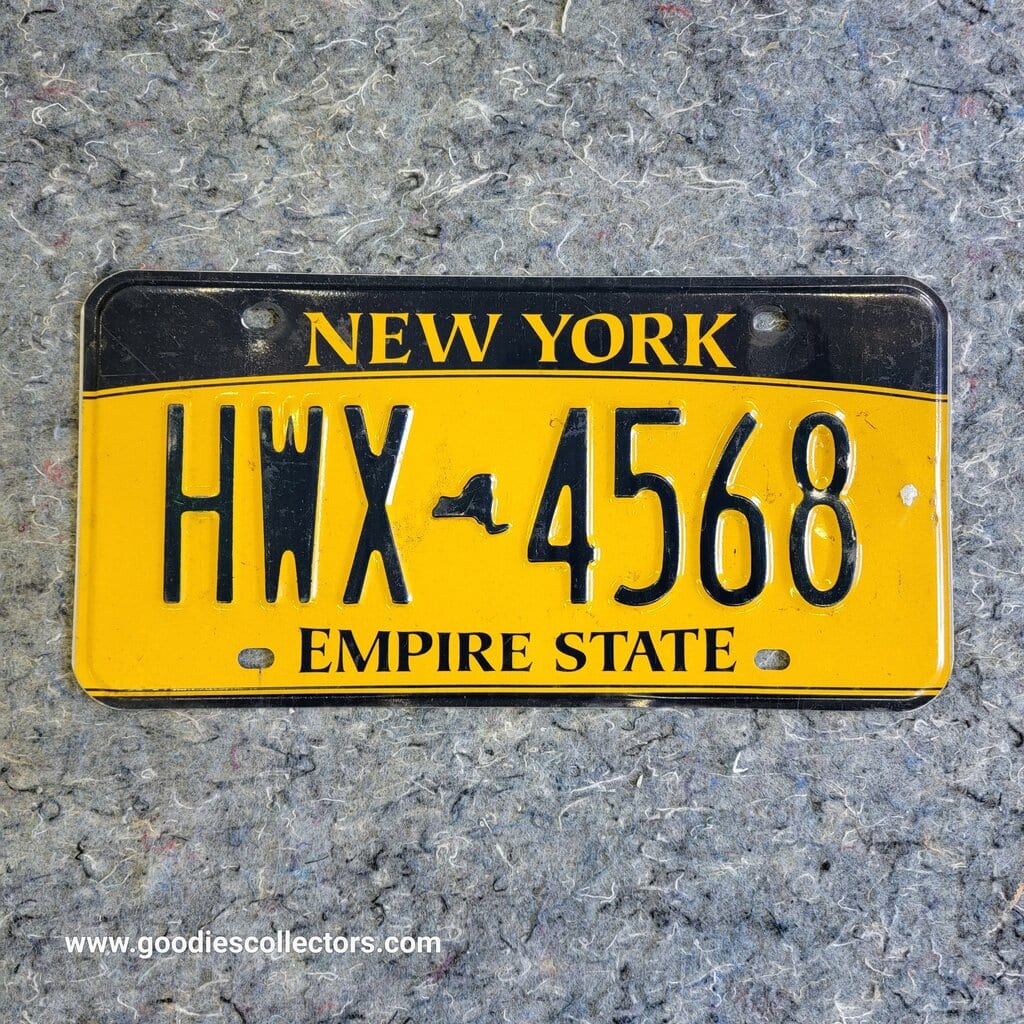 NEW YORK
HWX 4568
EMPIRE STATE
www.goodiescollectors.com